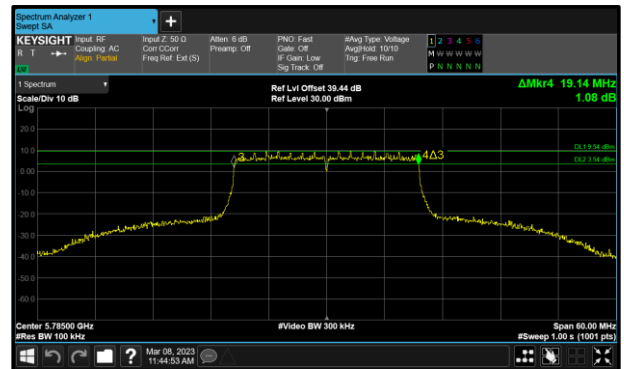 Spectrum Analyzer 1
Swept SA
+
KEYSIGHT
R T
LXI
Input: RF
Coupling: AC
Align: Partial
Input Z: 50 Ω
Corr CCorr
Freq Ref: Ext (S)
Atten: 6 dB
Preamp: Off
PNO: Fast
Gate: Off
IF Gain: Low
Sig Track: Off
#Avg Type: Voltage
Avg|Hold: 10/10
Trig: Free Run
1 2 3 4 5 6
M W W W W W
P N N N N N
1 Spectrum
Scale/Div 10 dB
Log
Ref Lvl Offset 39.44 dB
Ref Level 30.00 dBm
ΔMkr4 19.14 MHz
1.08 dB
20.0
10.0
0.00
-10.0
-20.0
-30.0
-40.0
-50.0
-60.0
3
4Δ3
DL1 9.54 dBm
DL2 3.54 dBm
Center 5.78500 GHz
#Res BW 100 kHz
#Video BW 300 kHz
Span 60.00 MHz
#Sweep 1.00 s (1001 pts)
?
Mar 08, 2023
11:44:53 AM